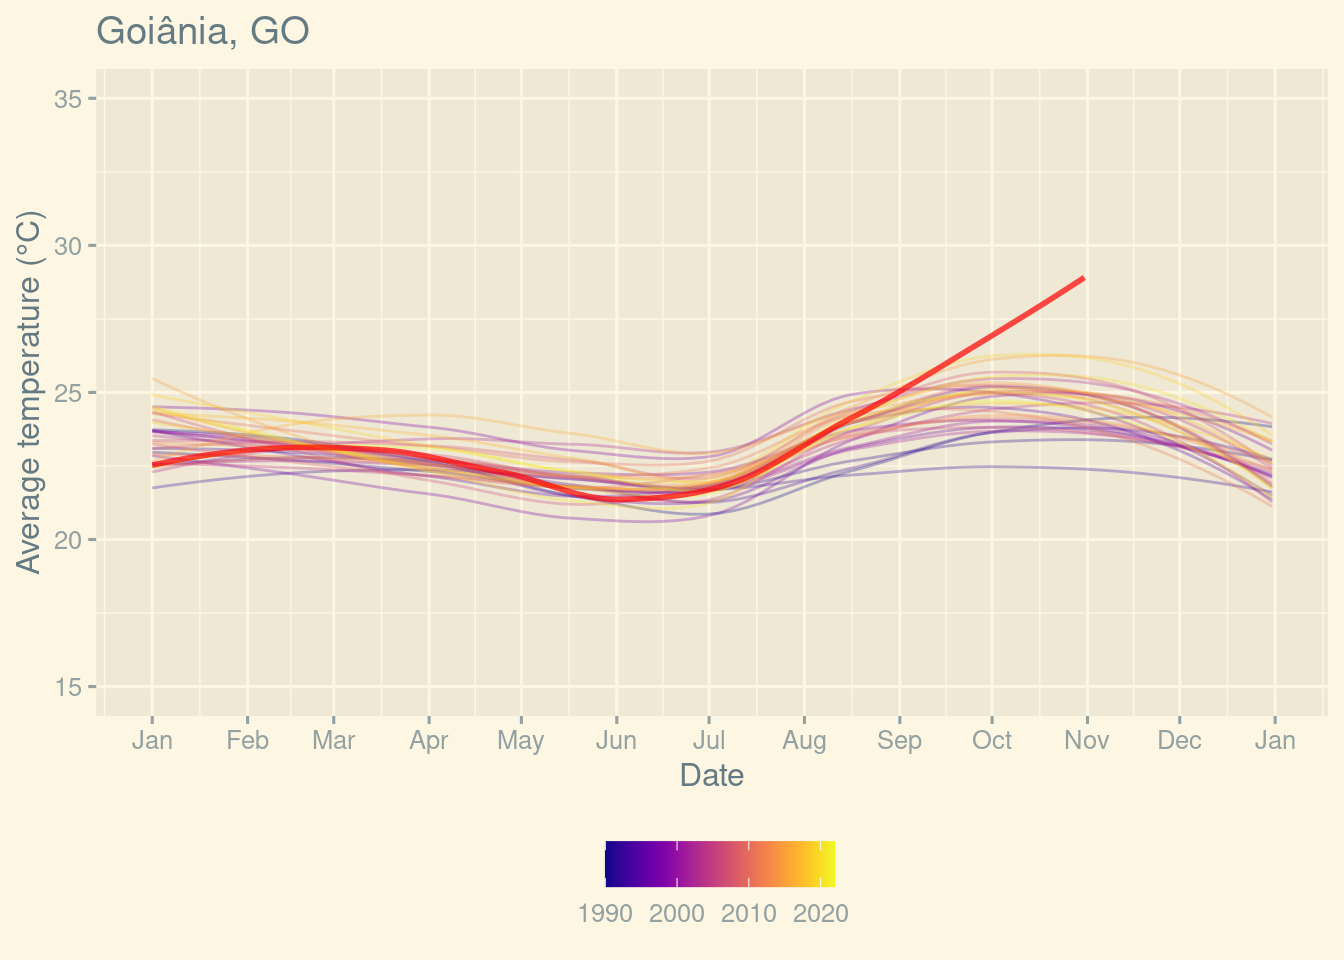 Goiânia, GO
Average temperature (°C)
35
30
25
20
15
Jan Feb Mar Apr May Jun Jul Aug Sep Oct Nov Dec Jan
Date
1990 2000 2010 2020